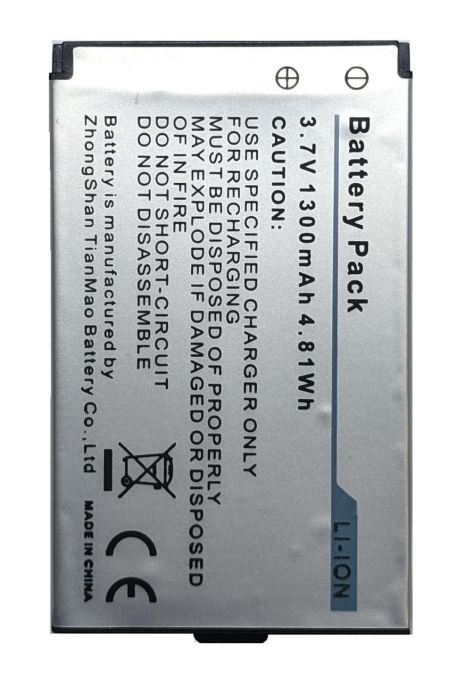 Battery Pack
LI-ION
3.7V 1300mAh 4.81Wh
CAUTION:
USE SPECIFIED CHARGER ONLY
FOR RECHARGING
MUST BE DISPOSED OF PROPERLY
MAY EXPLODE IF DAMAGED OR DISPOSED
OF IN FIRE
DO NOT SHORT-CIRCUIT
DO NOT DISASSEMBLE
Battery is manufactured by
ZhongShan TianMao Battery Co.,Ltd
CE
MADE IN CHINA